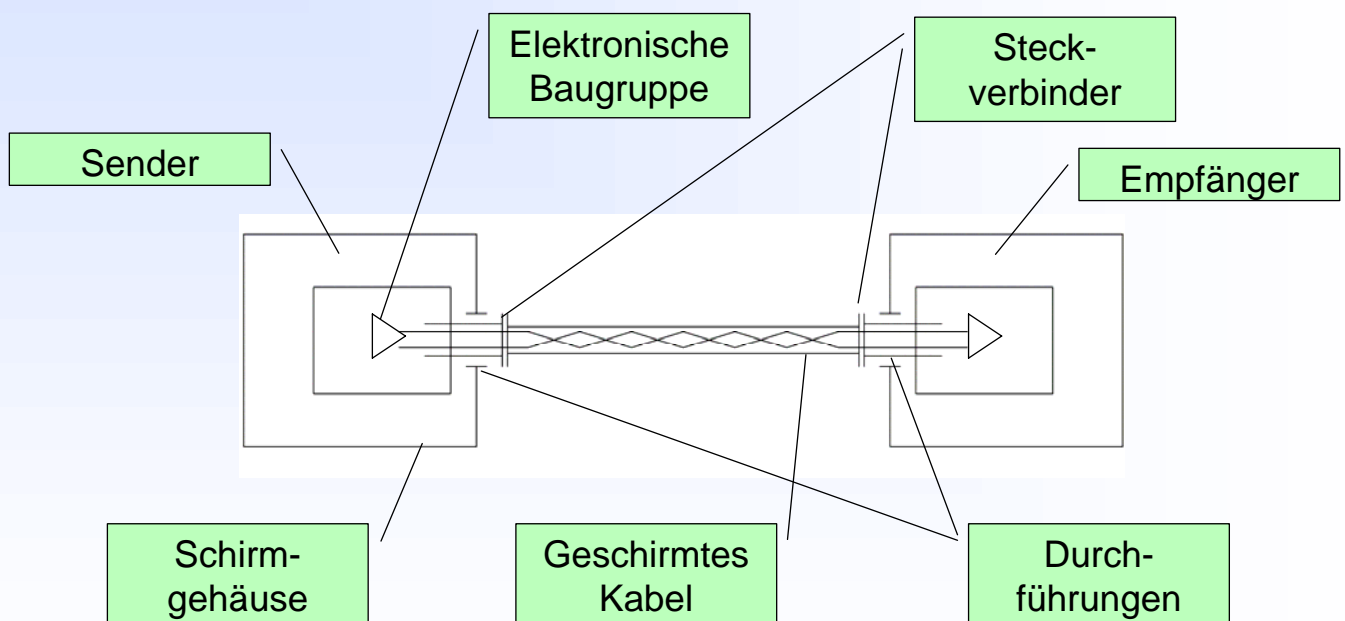 Elektronische
Baugruppe
Steck-
verbinder
Sender
Empfänger
Schirm-
gehäuse
Geschirmtes
Kabel
Durch-
führungen